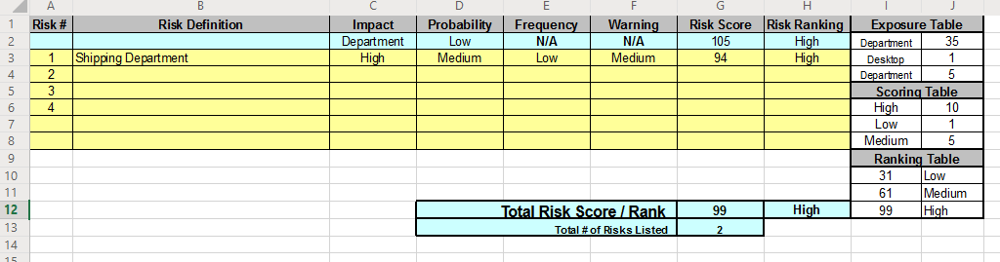 A B C D E F G H I J
1 Risk # Risk Definition Impact Probability Frequency Warning Risk Score Risk Ranking Exposure Table
2 Department Low N/A N/A 105 High Department 35
3 1 Shipping Department High Medium Low Medium 94 High Desktop 1
4 2 Department 5
5 3 Scoring Table
6 4 High 10
7 Low 1
8 Medium 5
9 Ranking Table
10 31 Low
11 61 Medium
12 Total Risk Score / Rank 99 High 99 High
13 Total # of Risks Listed 2
14
15